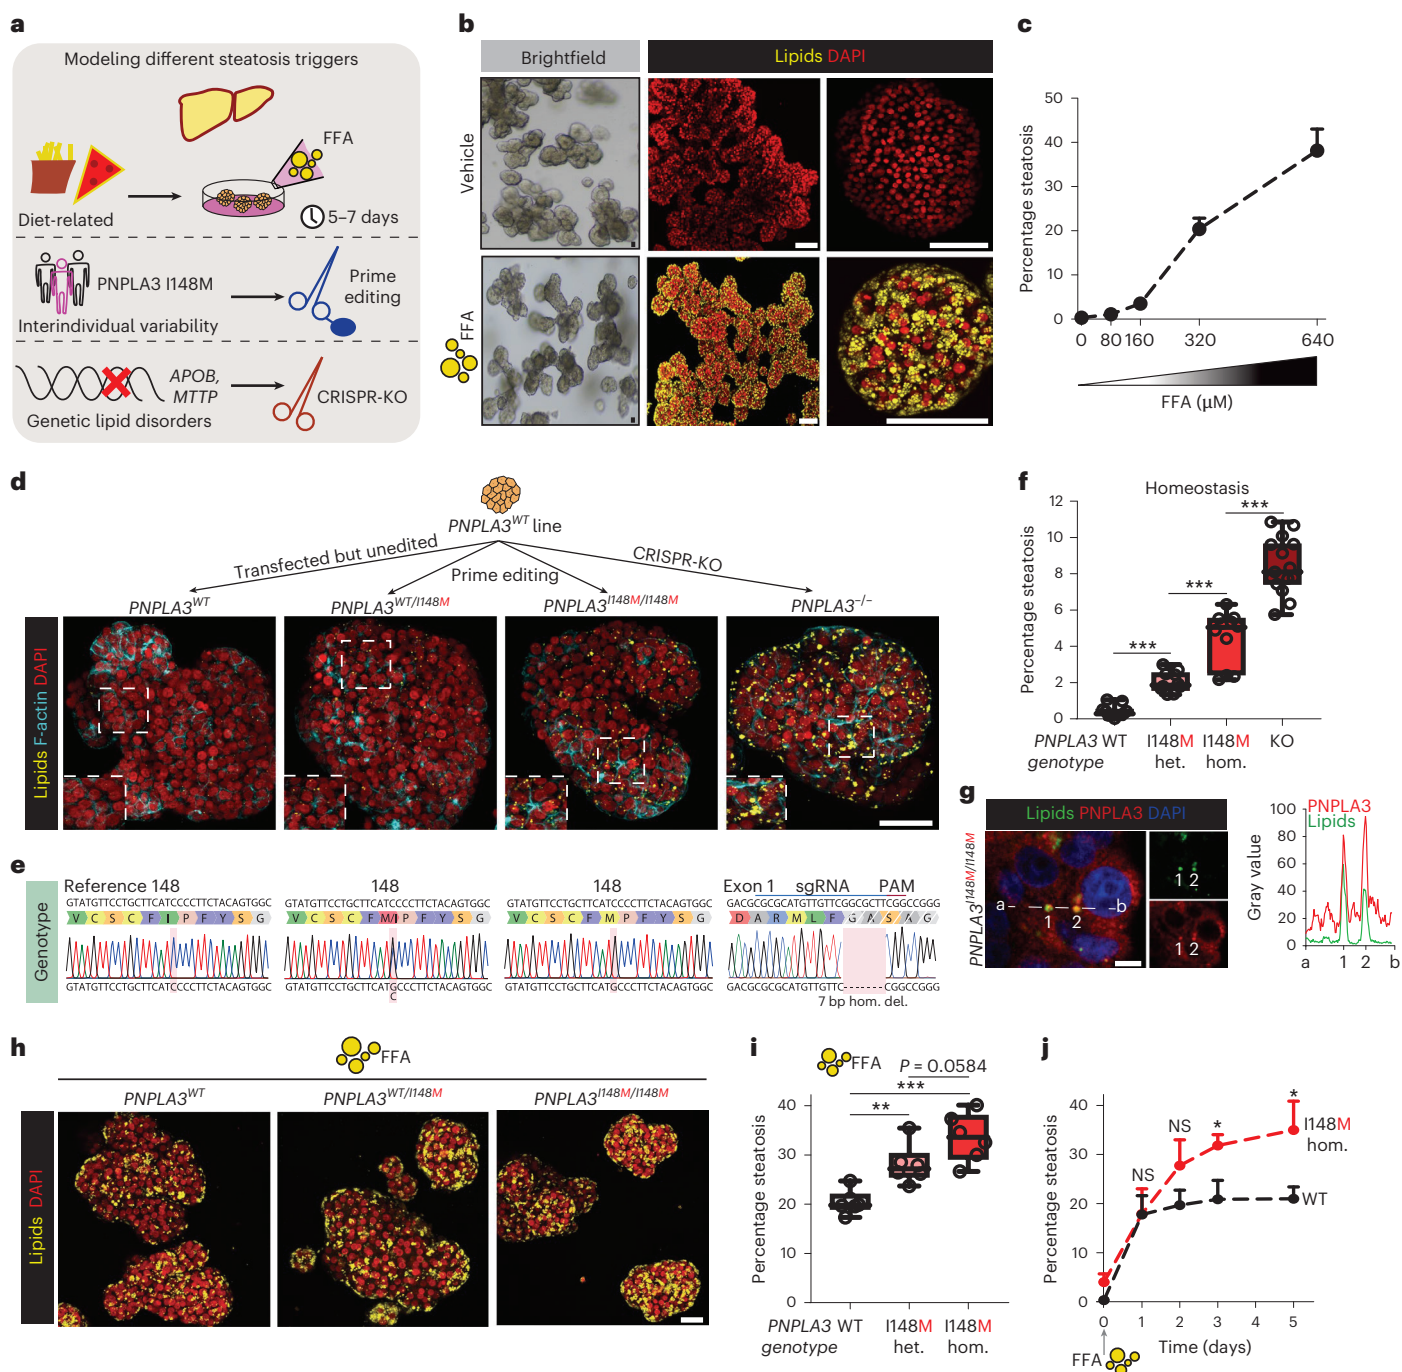 a
Modeling different steatosis triggers
FFA
Diet-related
5–7 days
PNPLA3 I148M
Prime
editing
Interindividual variability
APOB,
MTTP
CRISPR-KO
Genetic lipid disorders
b
Brightfield
Lipids DAPI
Vehicle
FFA
c
Percentage steatosis
50
40
30
20
10
0
0 80 160 320 640
FFA (μM)
d
PNPLA3WT line
Transfected but unedited
Prime editing
CRISPR-KO
PNPLA3WT
PNPLA3WT/I148M
PNPLA3I148M/I148M
PNPLA3−/−
Lipids F-actin DAPI
e
Genotype
Reference 148
GTATGTTCCTGCTTCATCCCCTTCTACAGTGGC
V C S C F I P F Y S G
GTATGTTCCTGCTTCATGCCCTTCTACAGTGGC
148
GTATGTTCCTGCTTCATCCCCTTCTACAGTGGC
V C S C F M/I P F Y S G
GTATGTTCCTGCTTCATGCCCTTCTACAGTGGC
C
148
GTATGTTCCTGCTTCATCCCCTTCTACAGTGGC
V C S C F M P F Y S G
GTATGTTCCTGCTTCATGCCCTTCTACAGTGGC
Exon 1 sgRNA PAM
GACGCGCGCATGTTGTTCGGCGCTTCGGCCGGG
D A R M L F G A S A G
GACGCGCGCATGTTGTTC-------CGGCCGGG
7 bp hom. del.
f
Homeostasis
Percentage steatosis
12
10
8
6
4
2
0
***
***
***
PNPLA3
genotype
WT
I148M
het.
I148M
hom.
KO
g
PNPLA3I148M/I148M
Lipids PNPLA3 DAPI
a
1
2
b
1 2
1 2
PNPLA3
Lipids
Gray value
100
80
60
40
20
0
a 1 2 b
h
FFA
PNPLA3WT
PNPLA3WT/I148M
PNPLA3I148M/I148M
Lipids DAPI
i
FFA
P = 0.0584
***
**
Percentage steatosis
40
30
20
10
0
PNPLA3
genotype
WT
I148M
het.
I148M
hom.
j
Percentage steatosis
40
30
20
10
0
NS
NS
*
*
I148M
hom.
WT
0 1 2 3 5
Time (days)
FFA